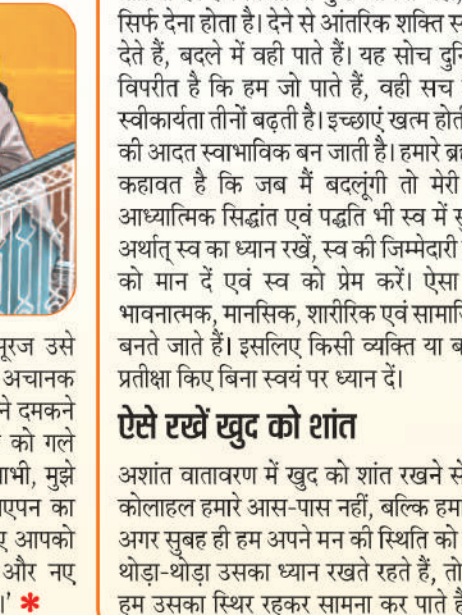 सूरज उसे
अचानक
ने दमकने
को गले
भाभी, मुझे
आपको
और नए
सिर्फ देना होता है। देने से आंतरिक शक्ति
देते हैं, बदले में वही पाते हैं। यह सोच
विपरीत है कि हम जो पाते हैं, वही सच
स्वीकार्यता तीनों बढ़ती है। इच्छाएं खत्म
की आदत स्वाभाविक बन जाती है। हमारे
कहावत है कि जब मैं बदलूंगी तो मेरी
आध्यात्मिक सिद्धांत एवं पद्धति भी स्व में
अर्थात् स्व का ध्यान रखें, स्व की जिम्मेदारी
को मान दें एवं स्व को प्रेम करें। ऐसा
भावनात्मक, मानसिक, शारीरिक एवं
बनते जाते हैं। इसलिए किसी व्यक्ति या
प्रतीक्षा किए बिना स्वयं पर ध्यान दें।
ऐसे रखें खुद को शांत
अशांत वातावरण में खुद को शांत रखने से
कोलाहल हमारे आस-पास नहीं, बल्कि
अगर सुबह ही हम अपने मन की स्थिति को
थोड़ा-थोड़ा उसका ध्यान रखते रहते हैं, तो
हम उसका स्थिर रहकर सामना कर पाते